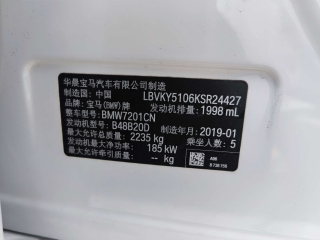 华晨宝马汽车有限公司制造
制造国：中国 LBVKY5106KSR24427
品牌：宝马(BMW)牌 发动机排量：1998 mL
整车型号：BMW7201CN
发动机型号：B48B20D 制造年月：2019-01
最大允许总质量：2235 kg 乘坐人数：5
发动机最大净功率：185 kW
最大允许牵引质量：-- kg